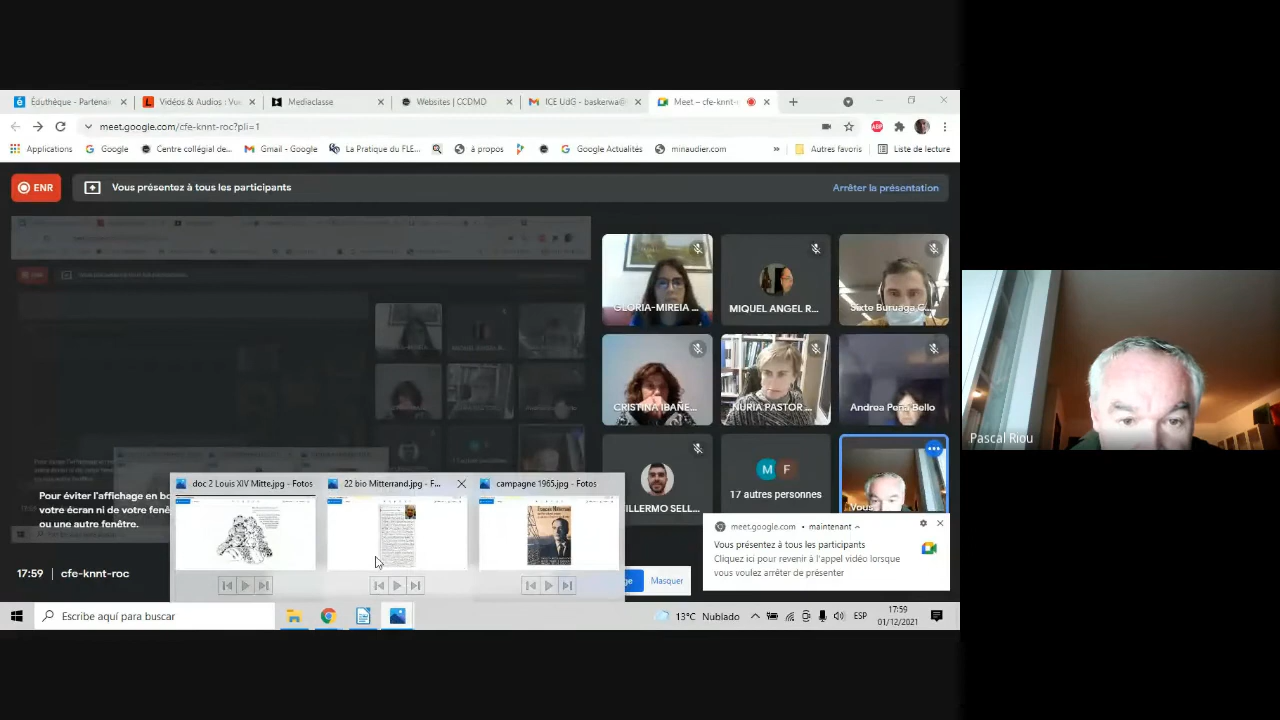 Éduthèque - Partenai
Vidéos & Audios : Vue
Mediaclasse
Websites | CCDMD
ICE UdG - baskerwa@
Meet – cfe-knnt-r
meet.google.com/cfe-knnt-roc?pli=1
ABP
Applications
Google
Centre collégial de...
Gmail - Google
La Pratique du FLE...
à propos
Google Actualités
minaudier.com
»
Autres favoris
Liste de lecture
ENR
Vous présentez à tous les participants
Arrêter la présentation
GLORIA-MIREIA ...
MIQUEL ANGEL R...
Sixte Buruaga C...
CRISTINA IBAÑE...
NURIA PASTOR ...
Andrea Peña Bello
Pascal Riou
M F
17 autres personnes
ILLERMO SELL...
Vous
doc 2 Louis XIV Mitte.jpg - Fotos
22 bio Mitterrand.jpg - F...
campagne 1965.jpg - Fotos
Pour éviter l'affichage en bo
votre écran ni de votre fenê
ou une autre fenêtre.
François Mitterrand
meet.google.com • maintenant
Vous présentez à tous les participants
Cliquez ici pour revenir à l'appel vidéo lorsque
vous voulez arrêter de présenter
17:59 | cfe-knnt-roc
ge
Masquer
Escribe aquí para buscar
13°C Nublado
ESP
17:59
01/12/2021